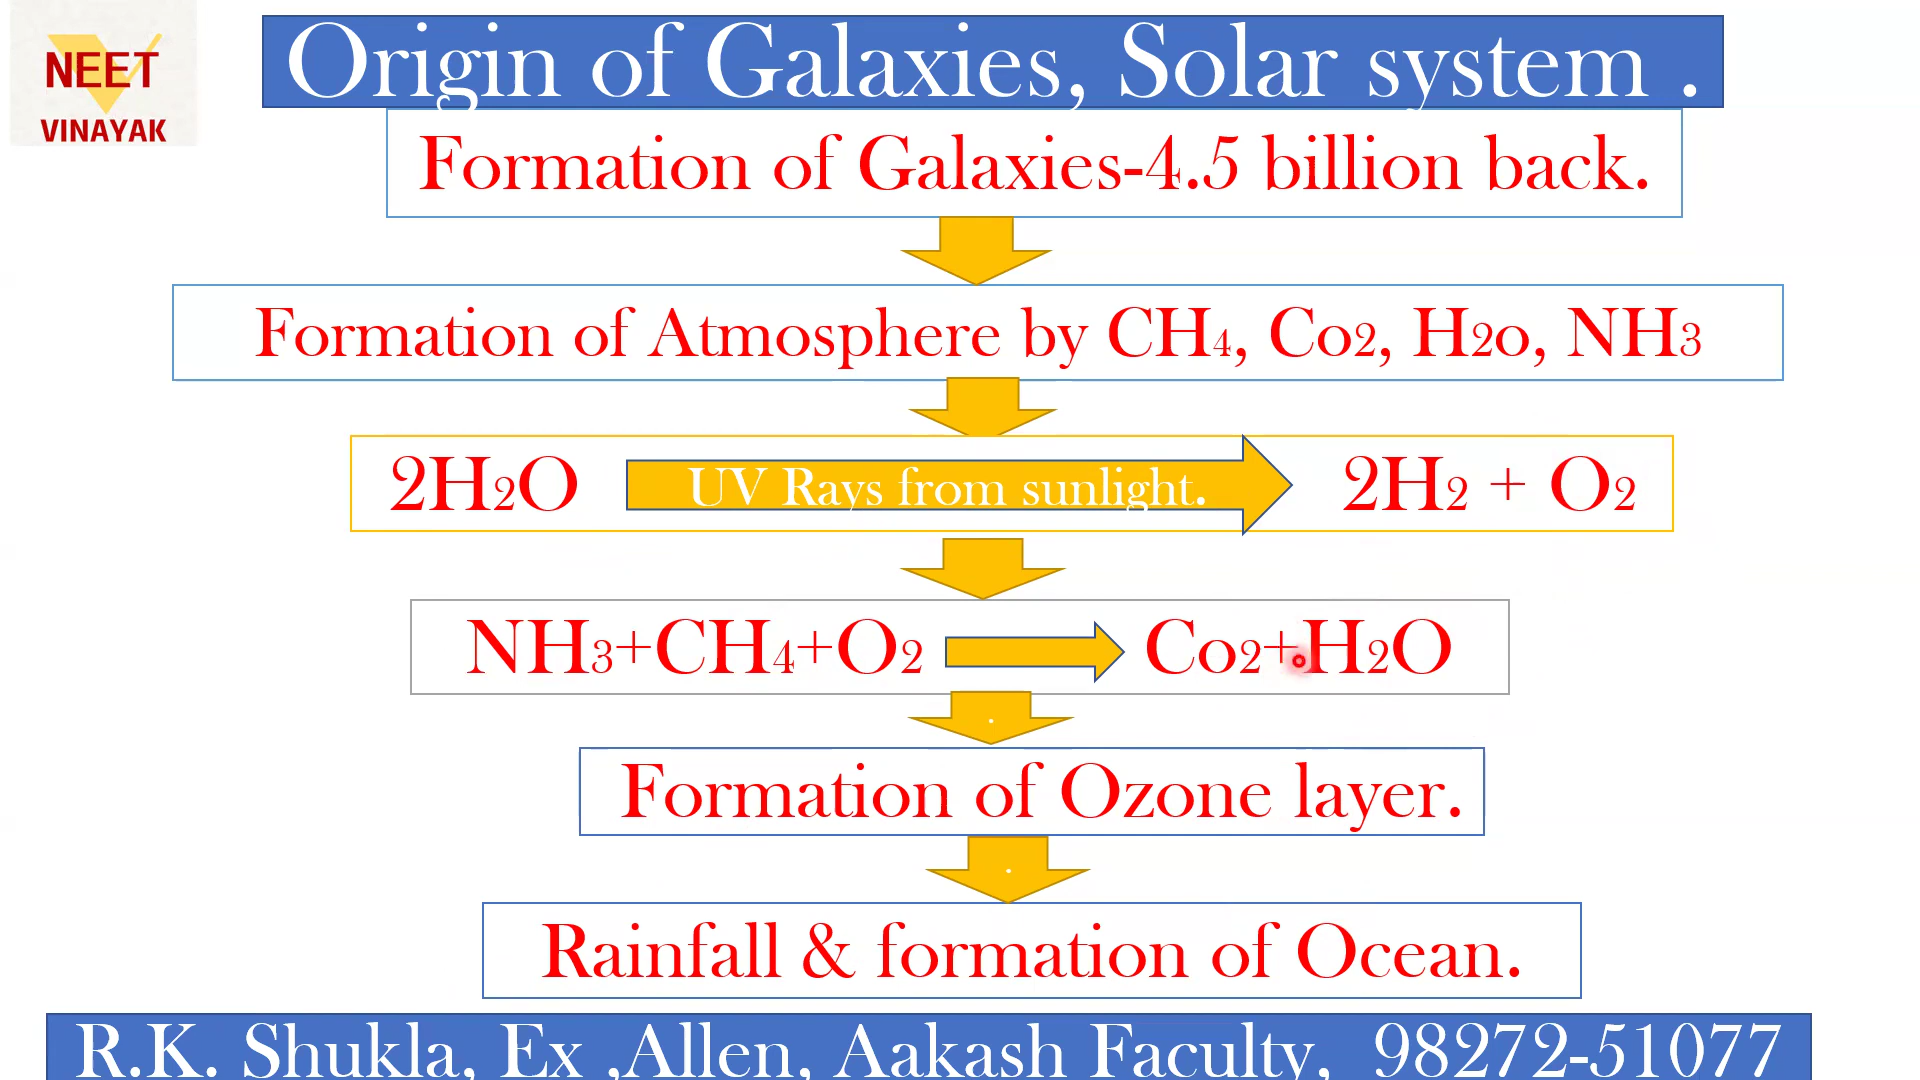 NEET
VINAYAK
Origin of Galaxies, Solar system .
Formation of Galaxies-4.5 billion back.
Formation of Atmosphere by CH4, Co2, H2o, NH3
2H2O UV Rays from sunlight. 2H2 + O2
NH3+CH4+O2 Co2+H2O
.
Formation of Ozone layer.
.
Rainfall & formation of Ocean.
R.K. Shukla, Ex ,Allen, Aakash Faculty, 98272-51077